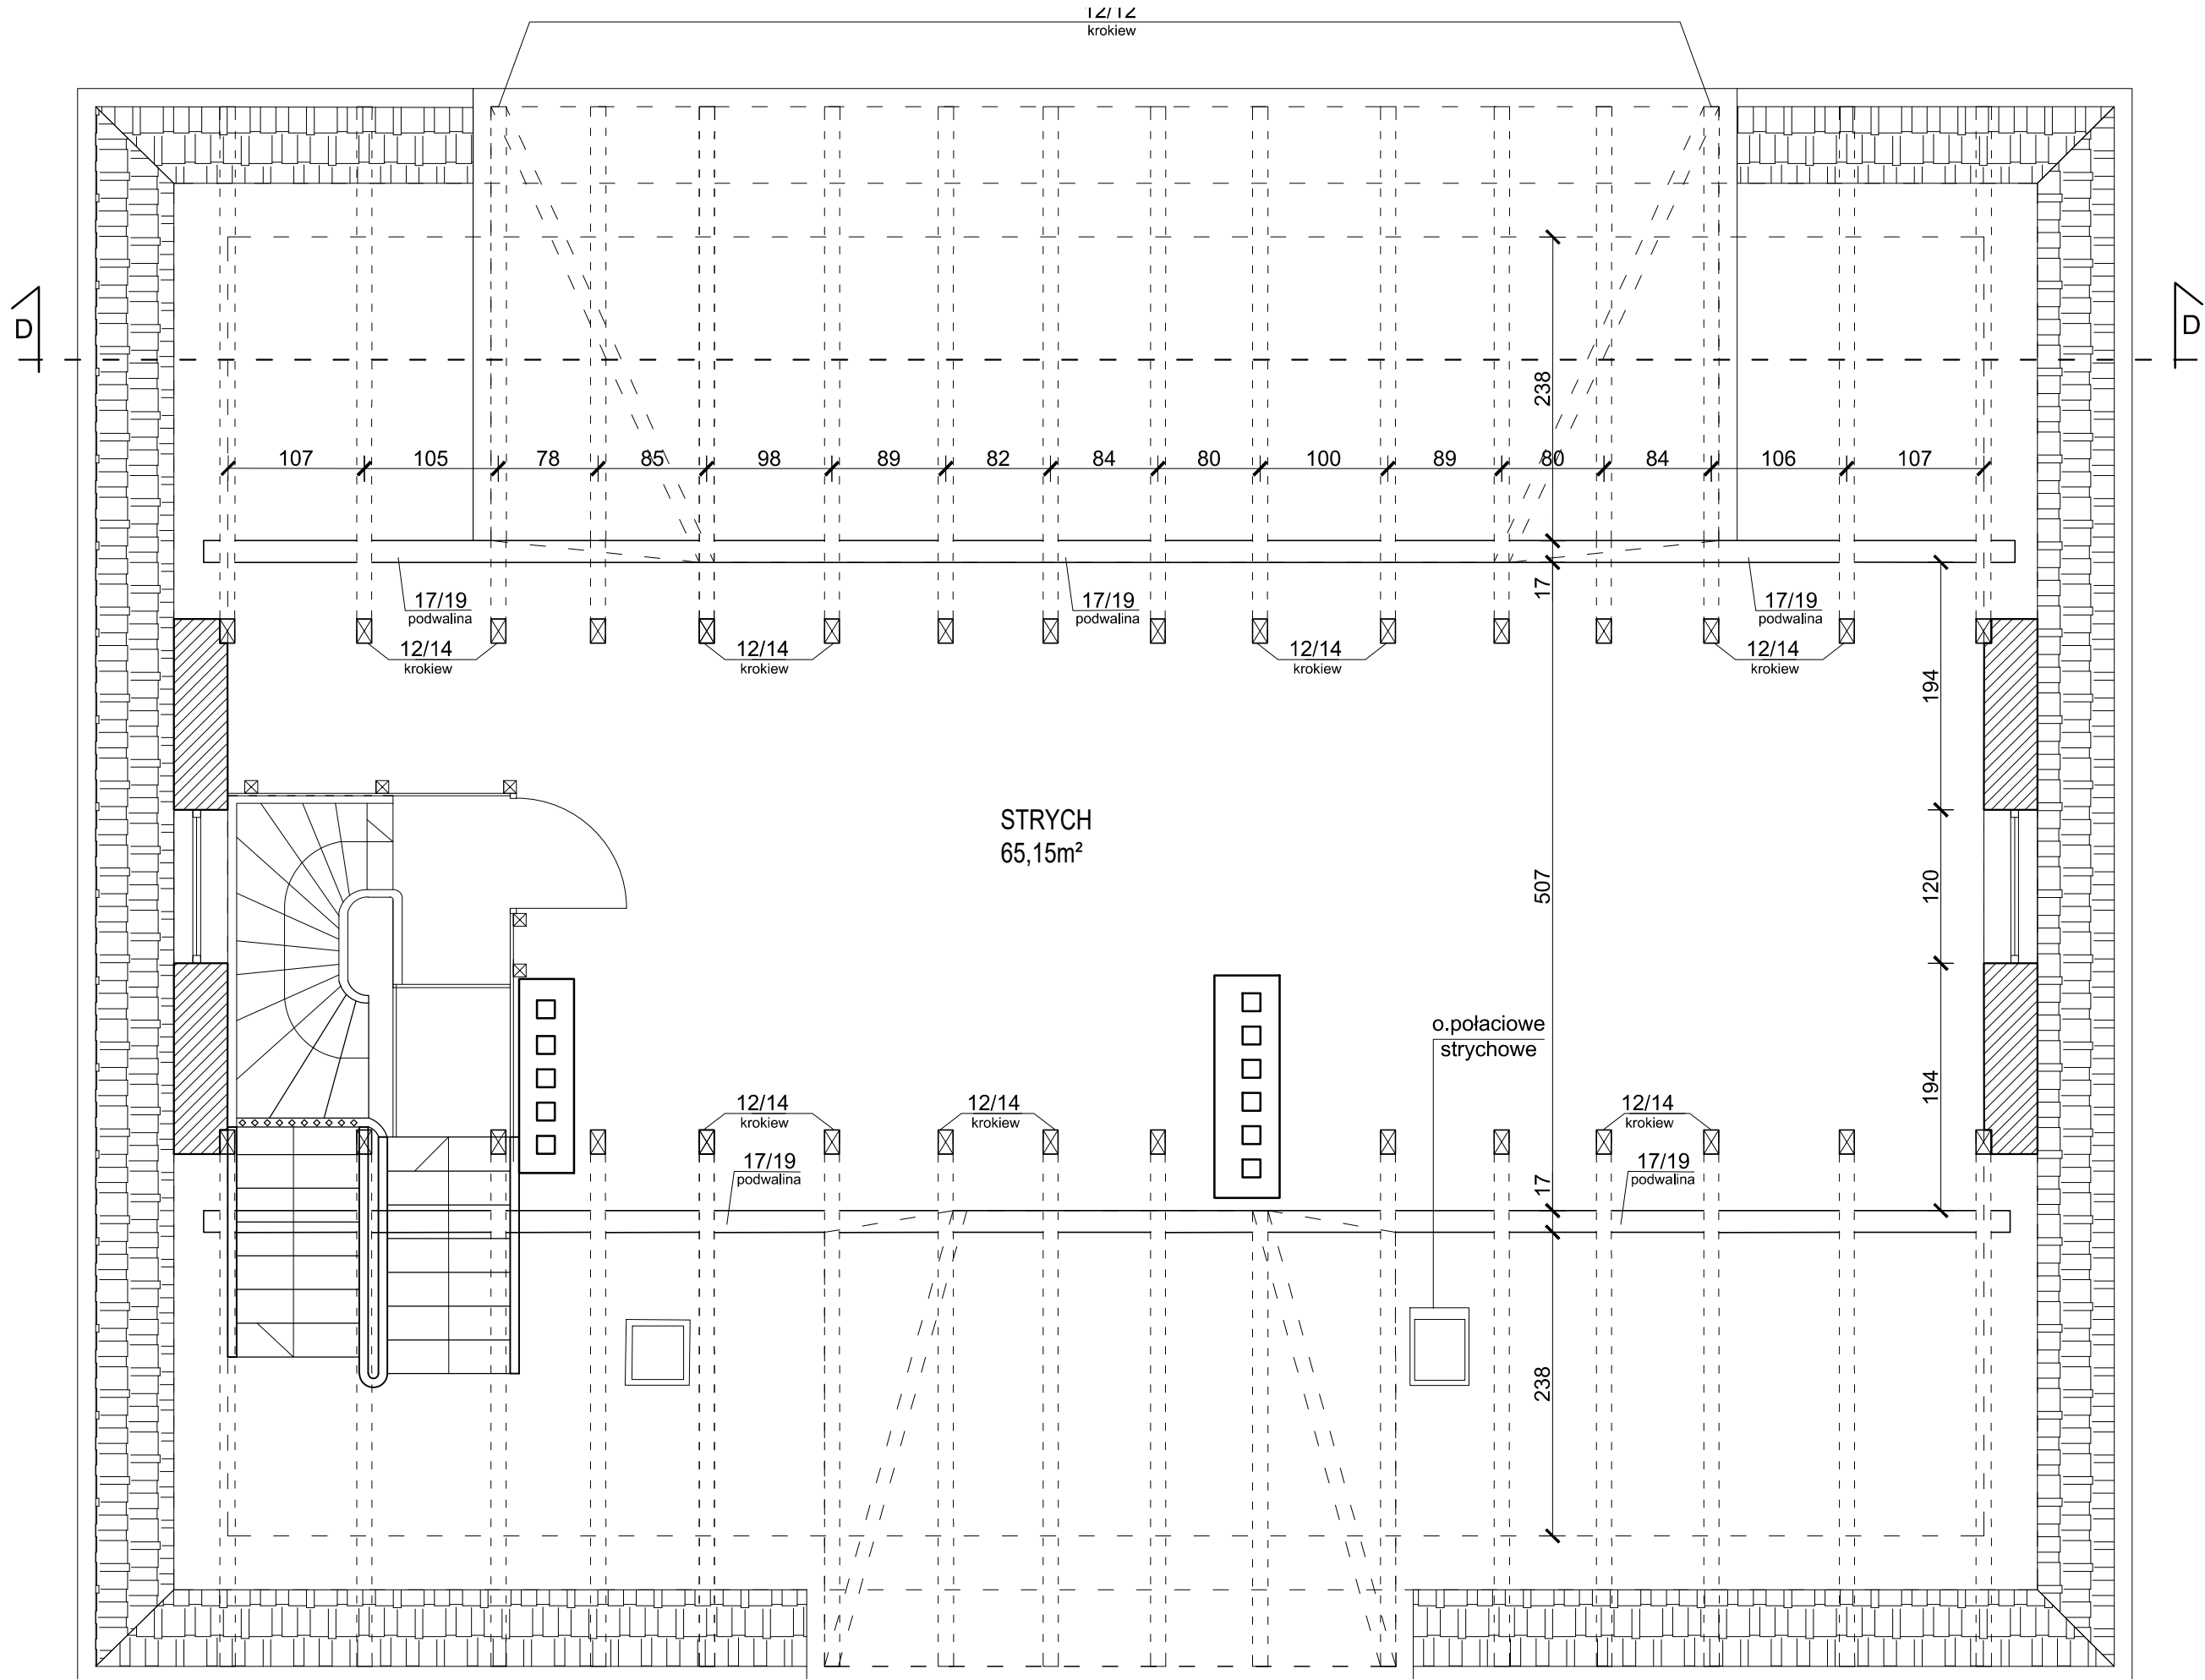 12/12
krokiew
D
D
238
107 105 78 85 98 89 82 84 80 100 89 80 84 106 107
17
17/19
podwalina
17/19
podwalina
17/19
podwalina
12/14
krokiew
12/14
krokiew
12/14
krokiew
12/14
krokiew
194
STRYCH
65,15m²
507
120
o.połaciowe
strychowe
194
12/14
krokiew
12/14
krokiew
12/14
krokiew
17/19
podwalina
17
17/19
podwalina
238